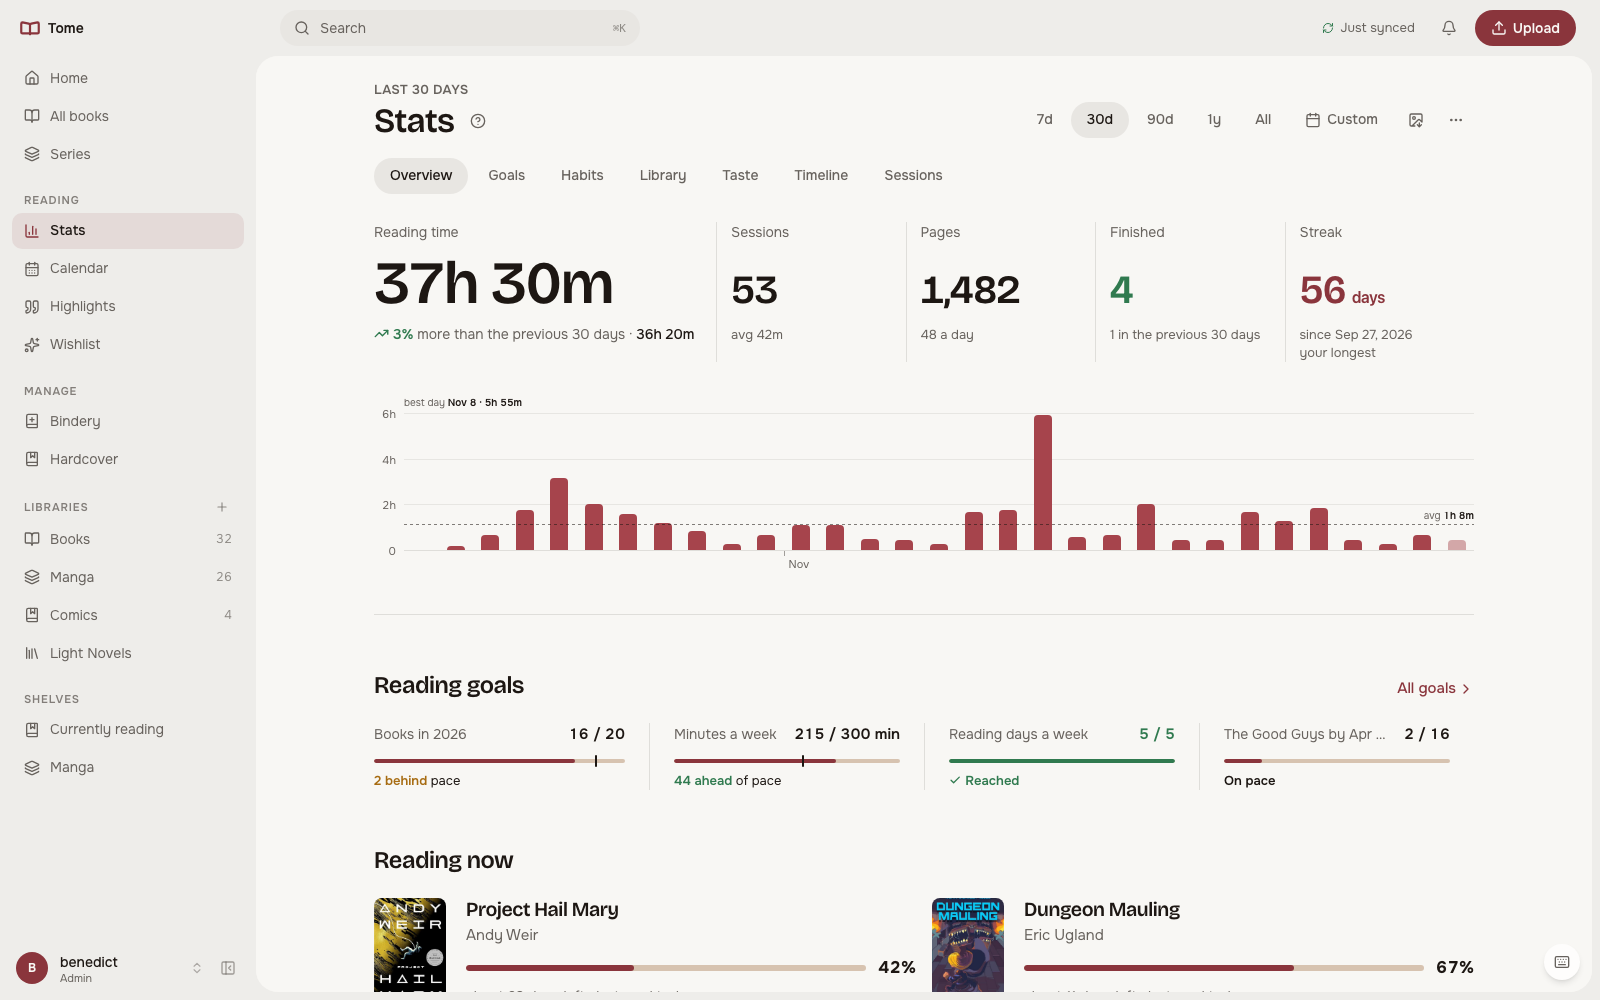 Tome
Search
⌘K
Just synced
Upload
Home
All books
Series
READING
Stats
Calendar
Highlights
Wishlist
MANAGE
Bindery
Hardcover
LIBRARIES
Books 32
Manga 26
Comics 4
Light Novels
SHELVES
Currently reading
Manga
B
benedict
Admin
LAST 30 DAYS
Stats
7d 30d 90d 1y All Custom
Overview Goals Habits Library Taste Timeline Sessions
Reading time
37h 30m
3% more than the previous 30 days · 36h 20m
Sessions
53
avg 42m
Pages
1,482
48 a day
Finished
4
1 in the previous 30 days
Streak
56 days
since Sep 27, 2026
your longest
best day Nov 8 · 5h 55m
6h
4h
2h
0
avg 1h 8m
Nov
Reading goals
All goals
Books in 2026 16 / 20
2 behind pace
Minutes a week 215 / 300 min
44 ahead of pace
Reading days a week 5 / 5
Reached
The Good Guys by Apr ... 2 / 16
On pace
Reading now
ANDY
WEIR
PROJECT
HAIL
Project Hail Mary
Andy Weir
42%
DUNGEON
MAULING
Dungeon Mauling
Eric Ugland
67%